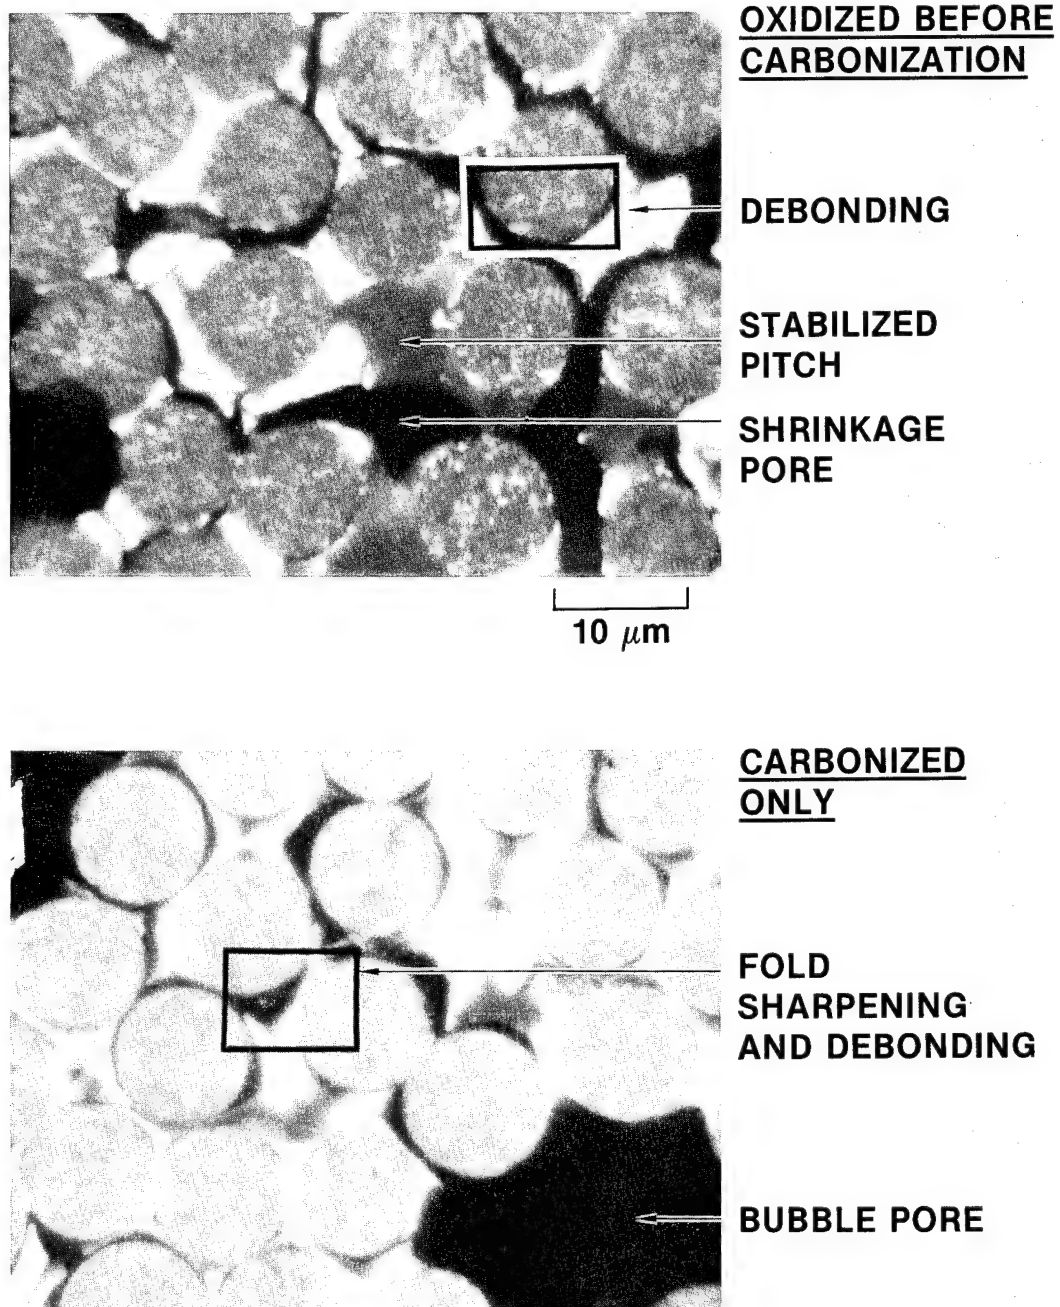 OXIDIZED BEFORE
CARBONIZATION
DEBONDING
STABILIZED
PITCH
SHRINKAGE
PORE
10 μm
CARBONIZED
ONLY
FOLD
SHARPENING
AND DEBONDING
BUBBLE PORE